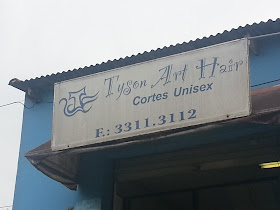 Tyson Art Hair
Cortes Unisex
F.: 3311.3112